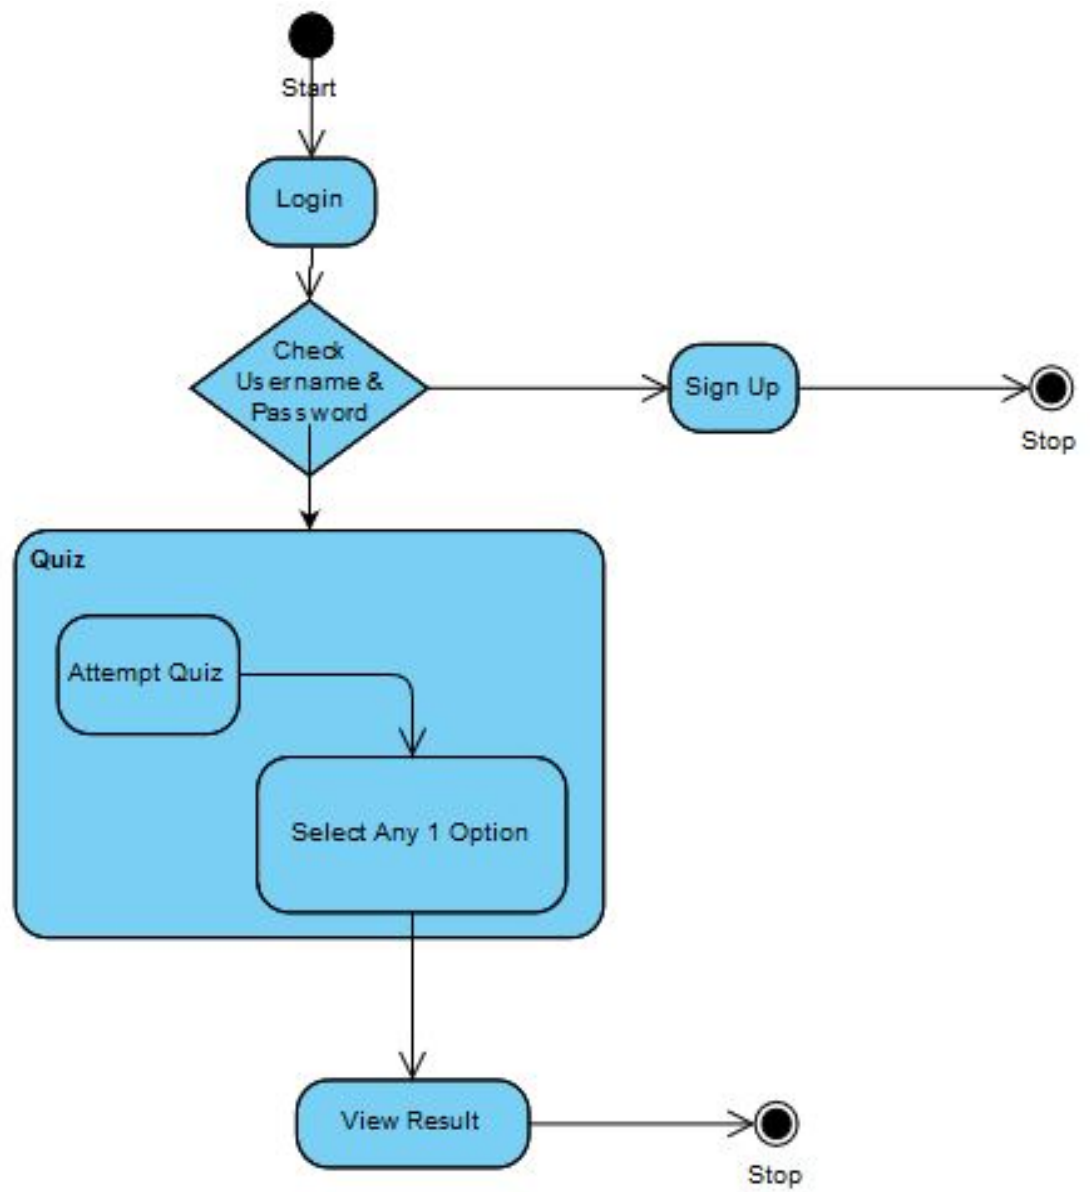 Start
Login
Check
Username &
Password
Sign Up
Stop
Quiz
Attempt Quiz
Select Any 1 Option
View Result
Stop